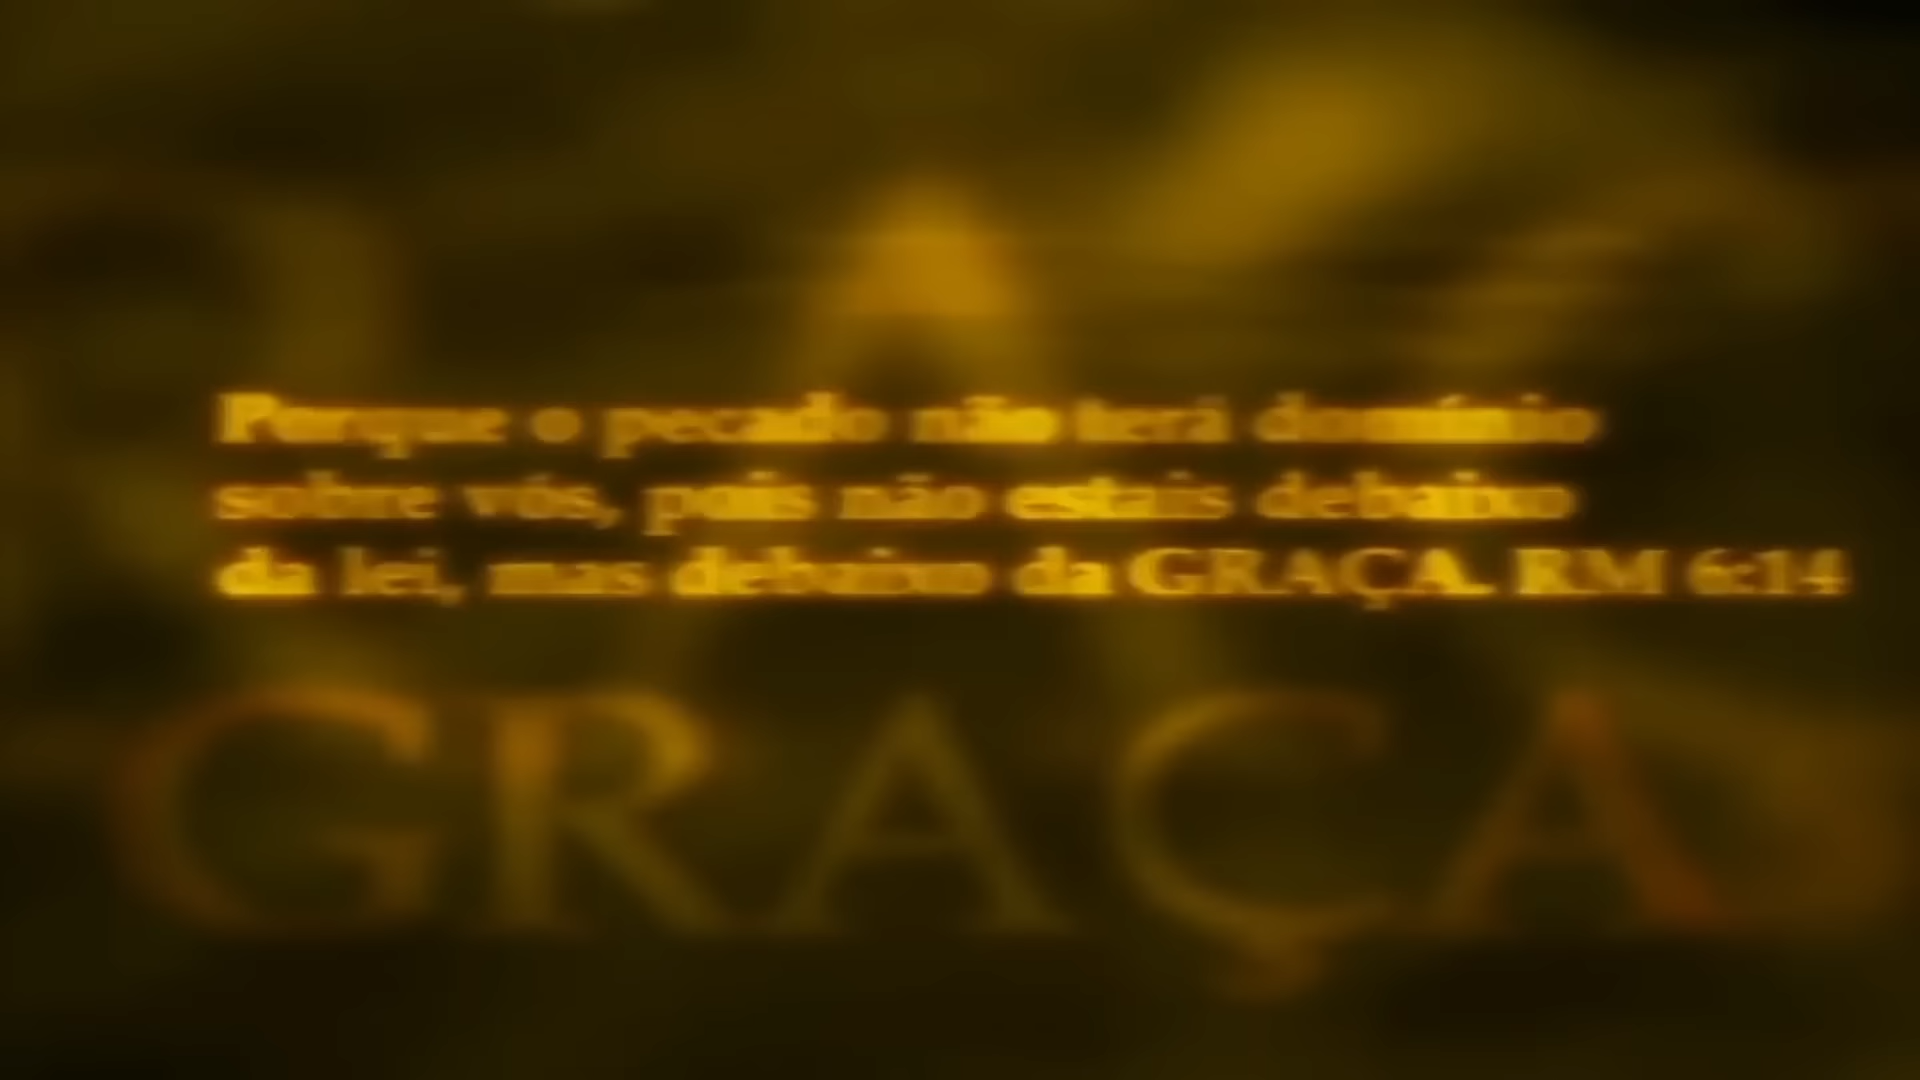 Porque o pecado não terá domínio
sobre vós, pois não estais debaixo
da lei, mas debaixo da GRAÇA. RM 6:14
GRAÇA